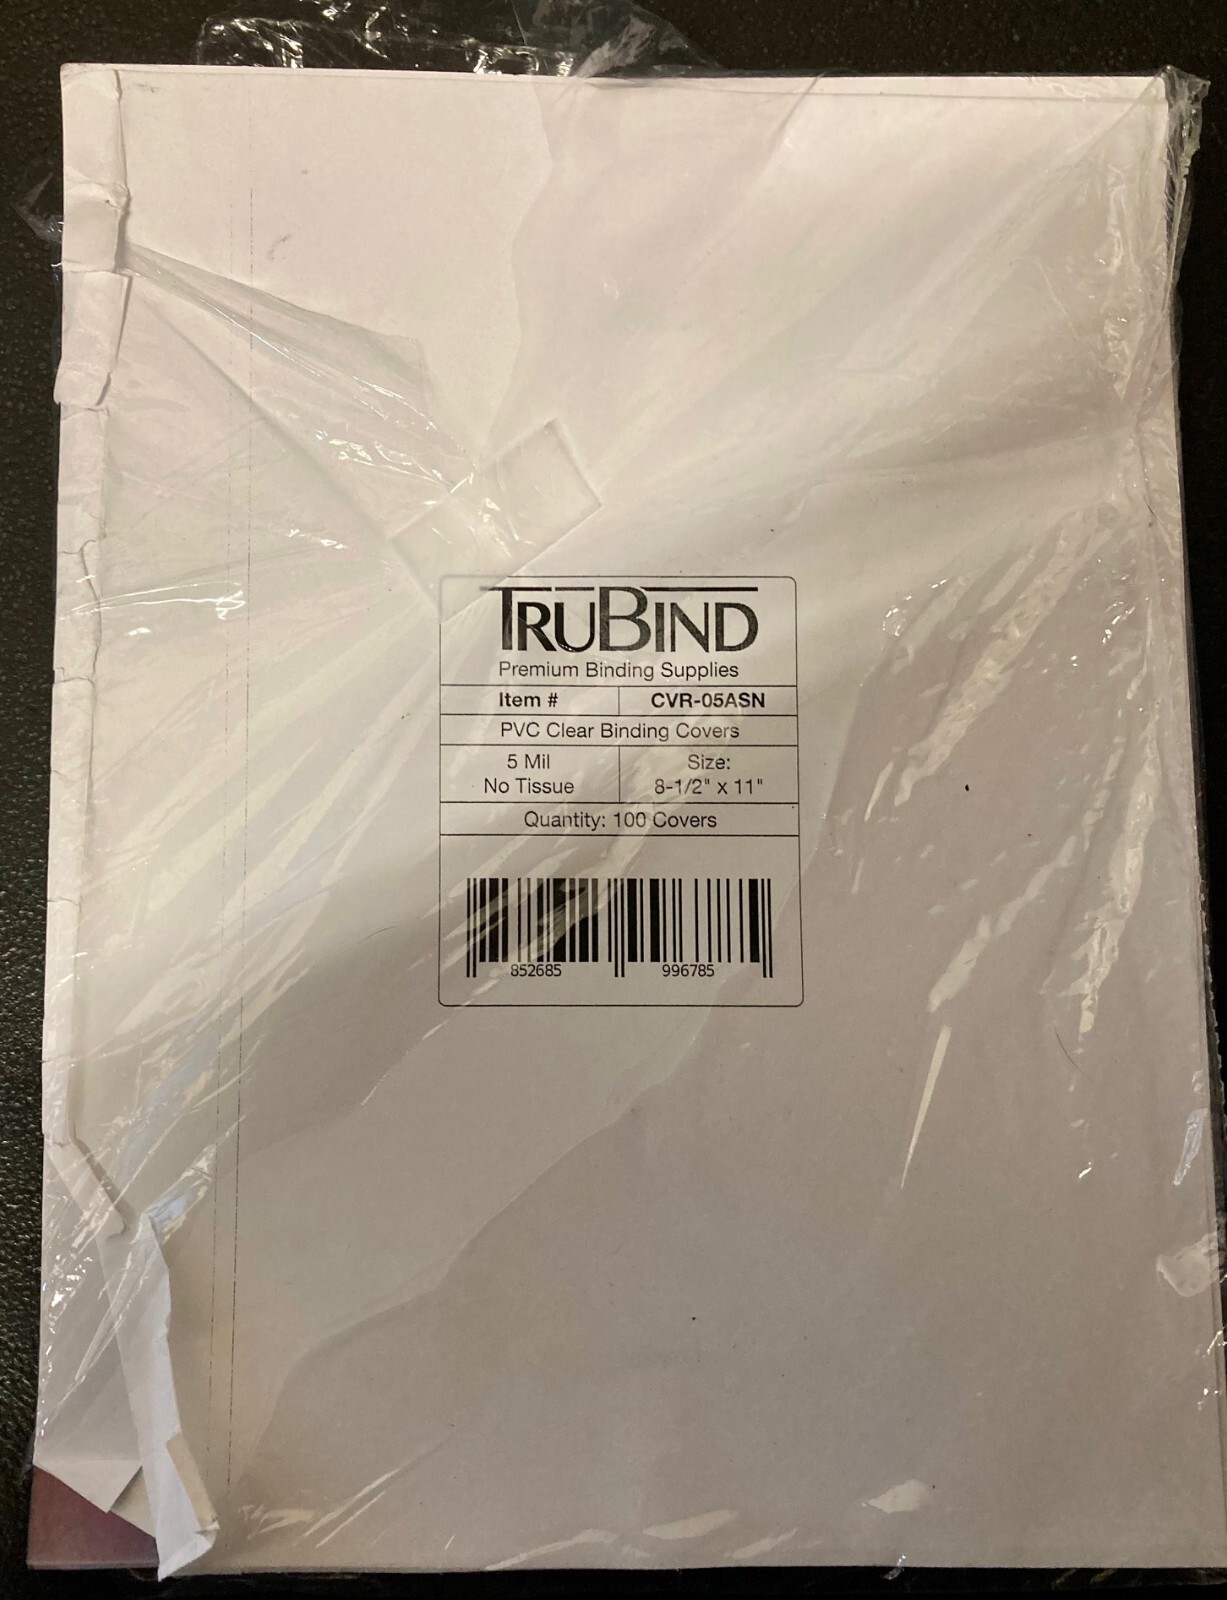 TRUBIND
Premium Binding Supplies
Item # CVR-05ASN
PVC Clear Binding Covers
5 Mil Size:
No Tissue 8-1/2" x 11"
Quantity: 100 Covers
852685 996785